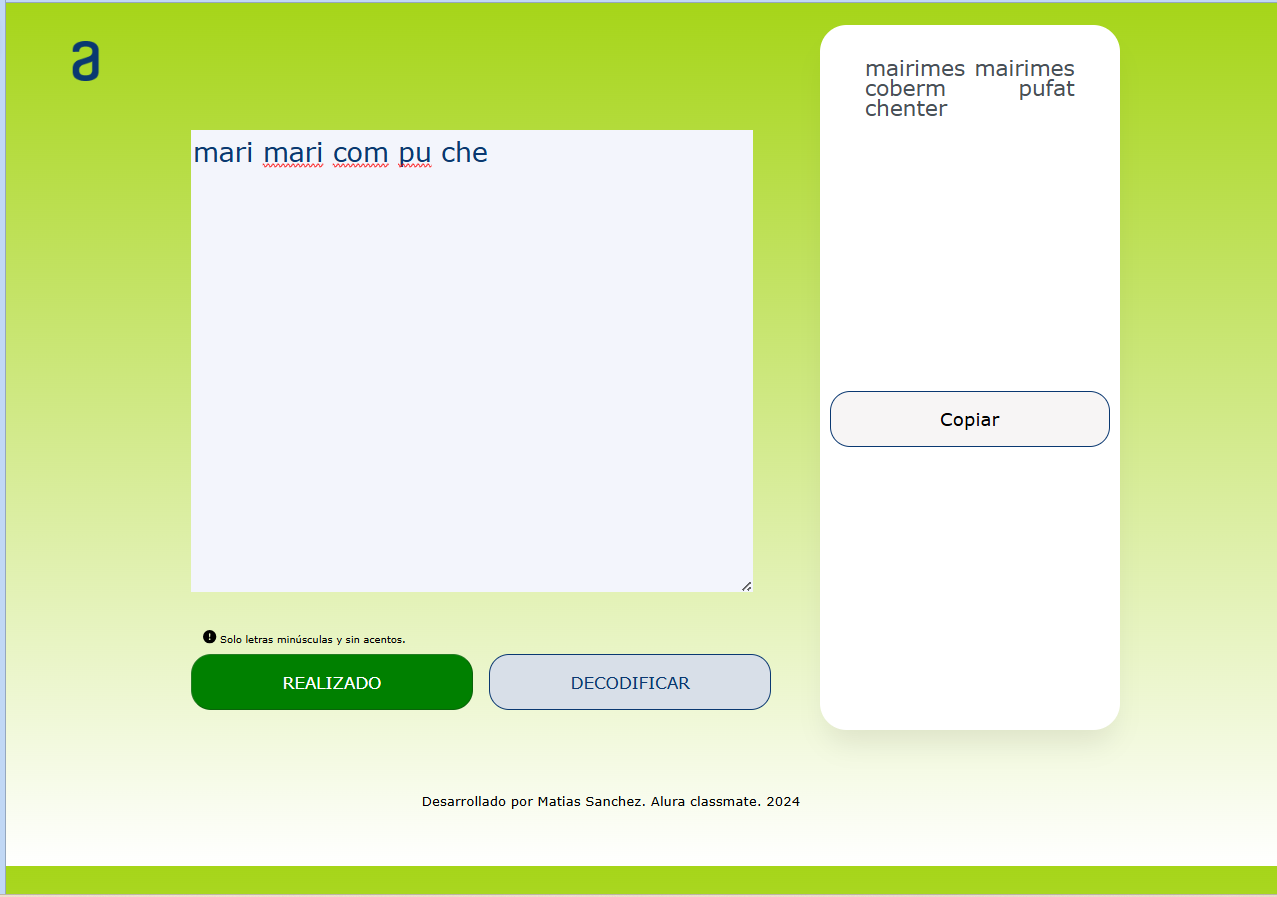 a
mari mari com pu che
Solo letras minúsculas y sin acentos.
REALIZADO
DECODIFICAR
mairimes mairimes
coberm pufat
chenter
Copiar
Desarrollado por Matias Sanchez. Alura classmate. 2024